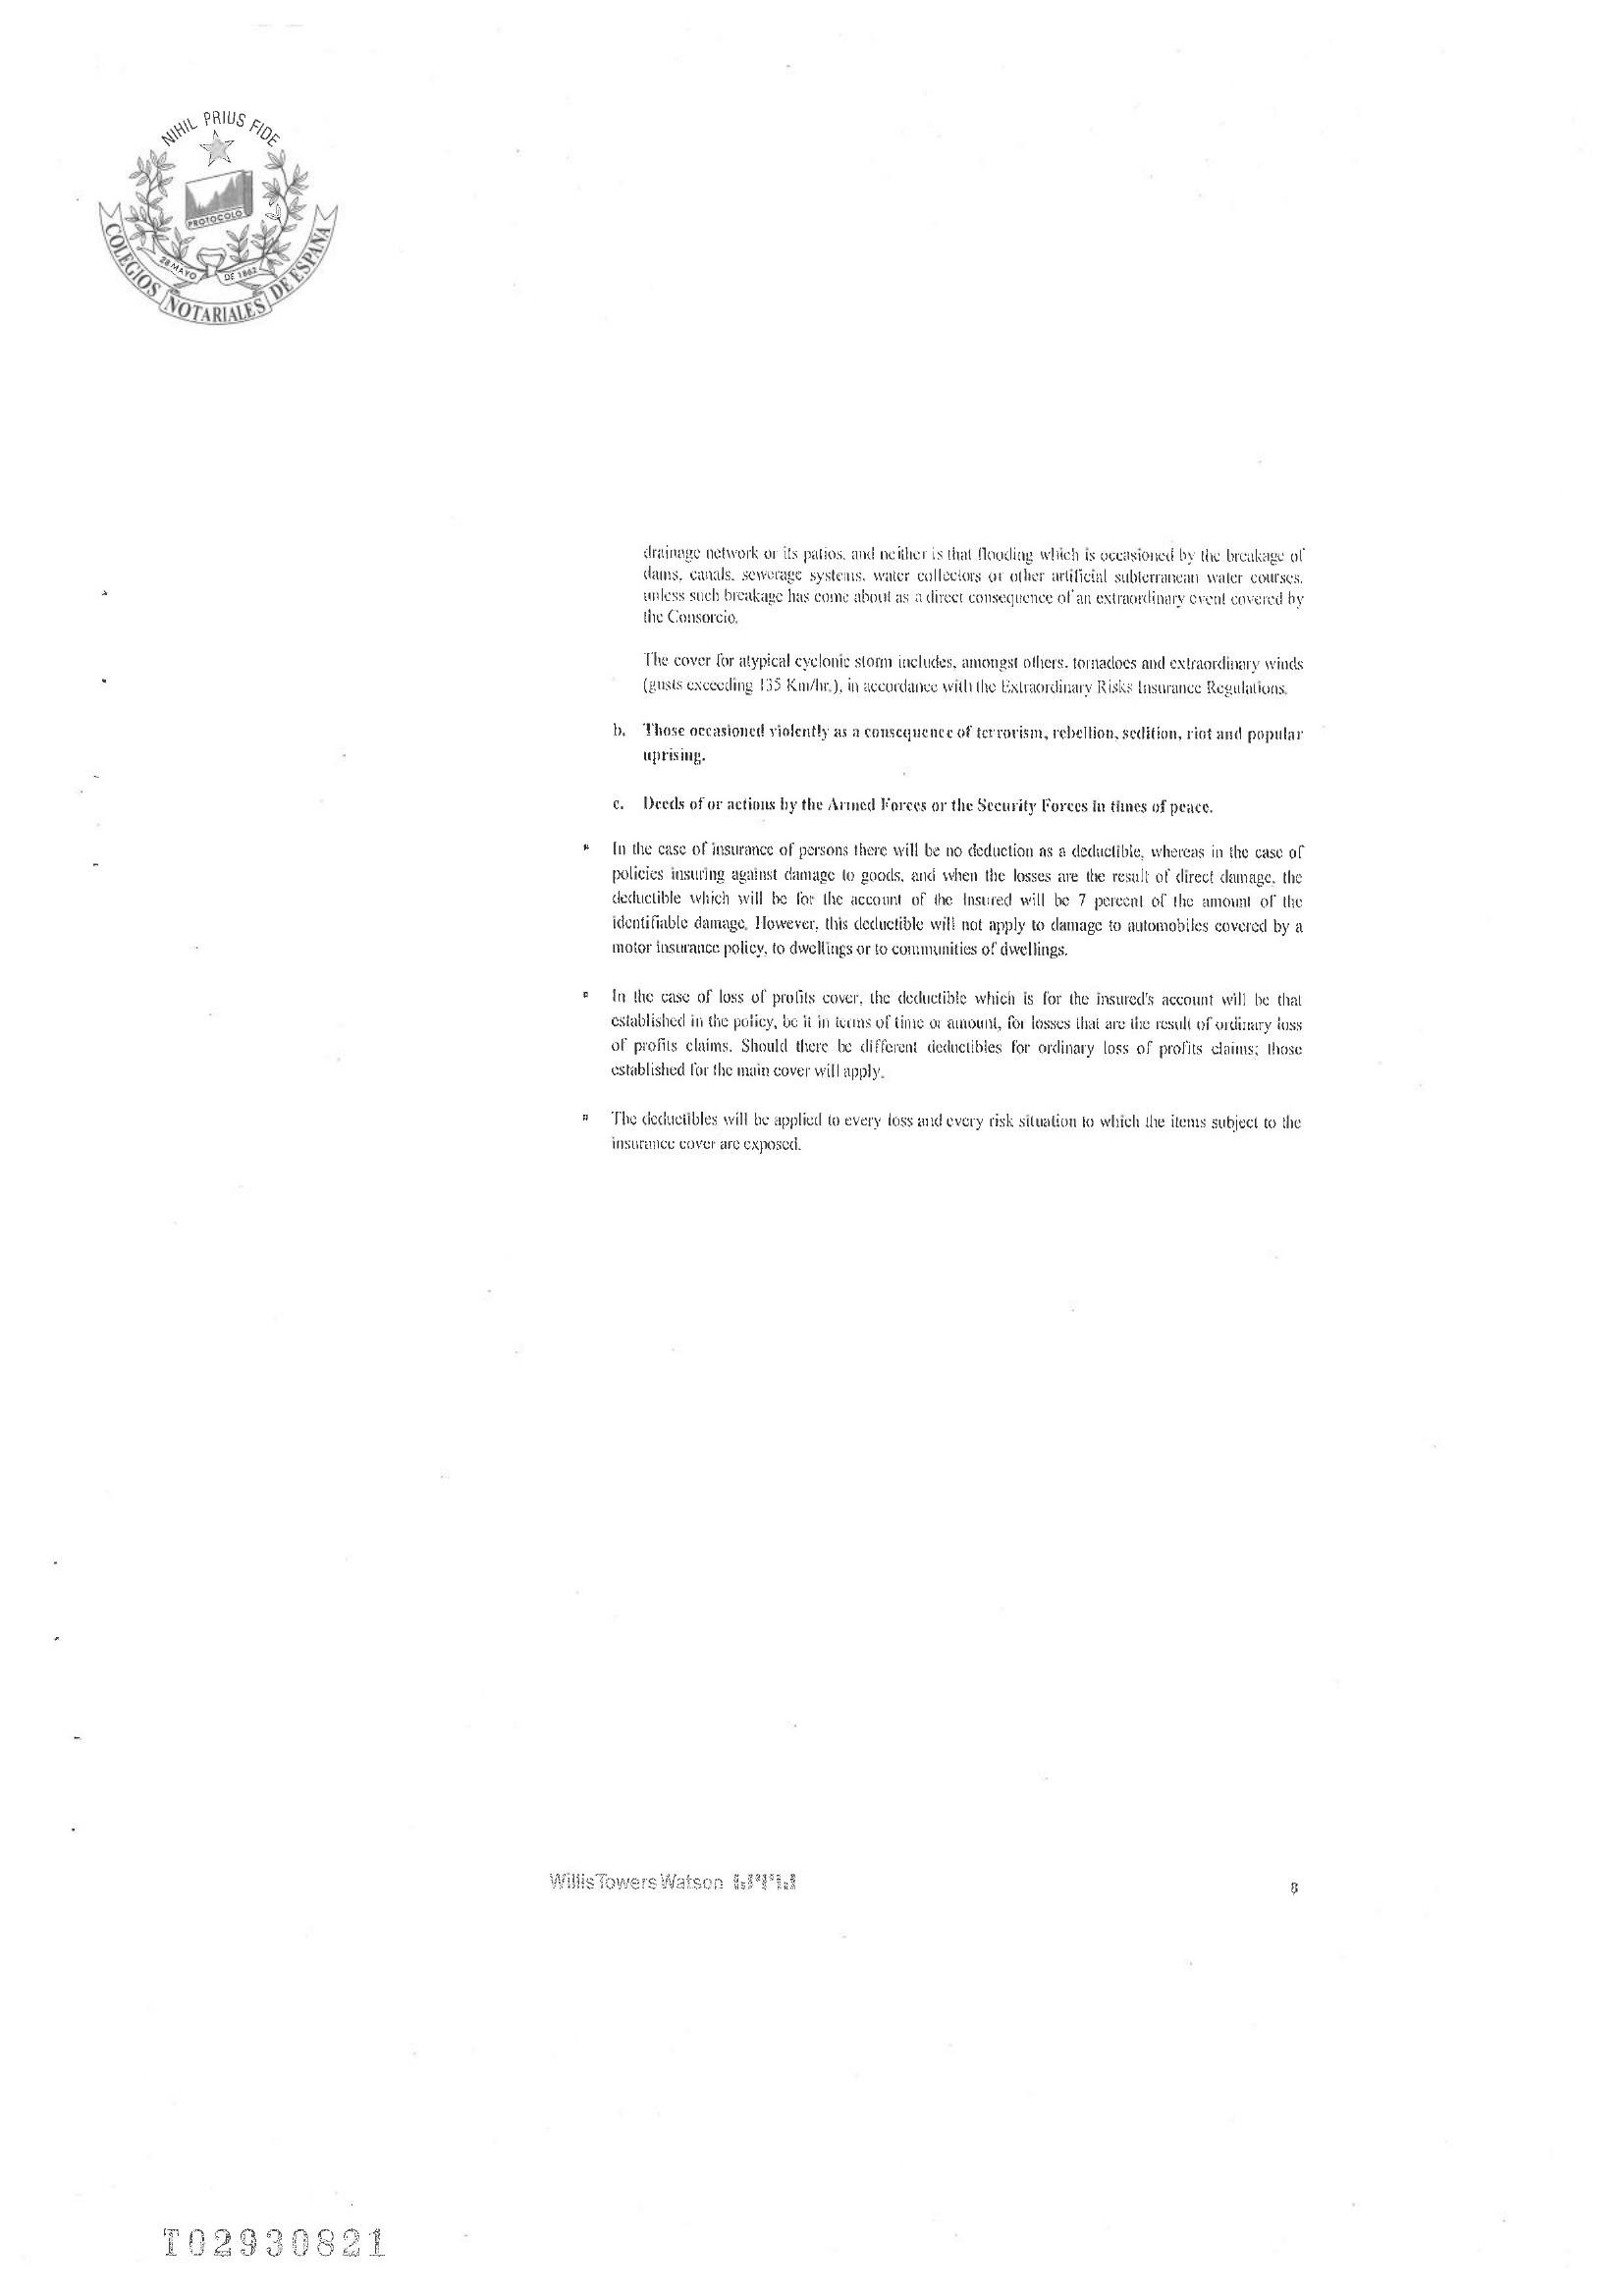 NIHIL PRIUS FIDE
PROTOCOLO
28 MAYO DE 1862
COLEGIOS NOTARIALES DE ESPAÑA
drainage network or its patios, and neither is that flooding which is occasioned by the breakage of
dams, canals, sewerage systems, water collectors or other artificial subterranean water courses,
unless such breakage has come about as a direct consequence of an extraordinary event covered by
the Consorcio.
The cover for atypical cyclonic storm includes, amongst others, tornadoes and extraordinary winds
(gusts exceeding 135 Km/hr.), in accordance with the Extraordinary Risks Insurance Regulations.
b. Those occasioned violently as a consequence of terrorism, rebellion, sedition, riot and popular
uprising.
c. Deeds of or actions by the Armed Forces or the Security Forces in times of peace.
▪ In the case of insurance of persons there will be no deduction as a deductible, whereas in the case of
policies insuring against damage to goods, and when the losses are the result of direct damage, the
deductible which will be for the account of the Insured will be 7 percent of the amount of the
identifiable damage. However, this deductible will not apply to damage to automobiles covered by a
motor insurance policy, to dwellings or to communities of dwellings.
▪ In the case of loss of profits cover, the deductible which is for the insured's account will be that
established in the policy, be it in terms of time or amount, for losses that are the result of ordinary loss
of profits claims. Should there be different deductibles for ordinary loss of profits claims; those
established for the main cover will apply.
▪ The deductibles will be applied to every loss and every risk situation to which the items subject to the
insurance cover are exposed.
Willis Towers Watson
8
T02930821